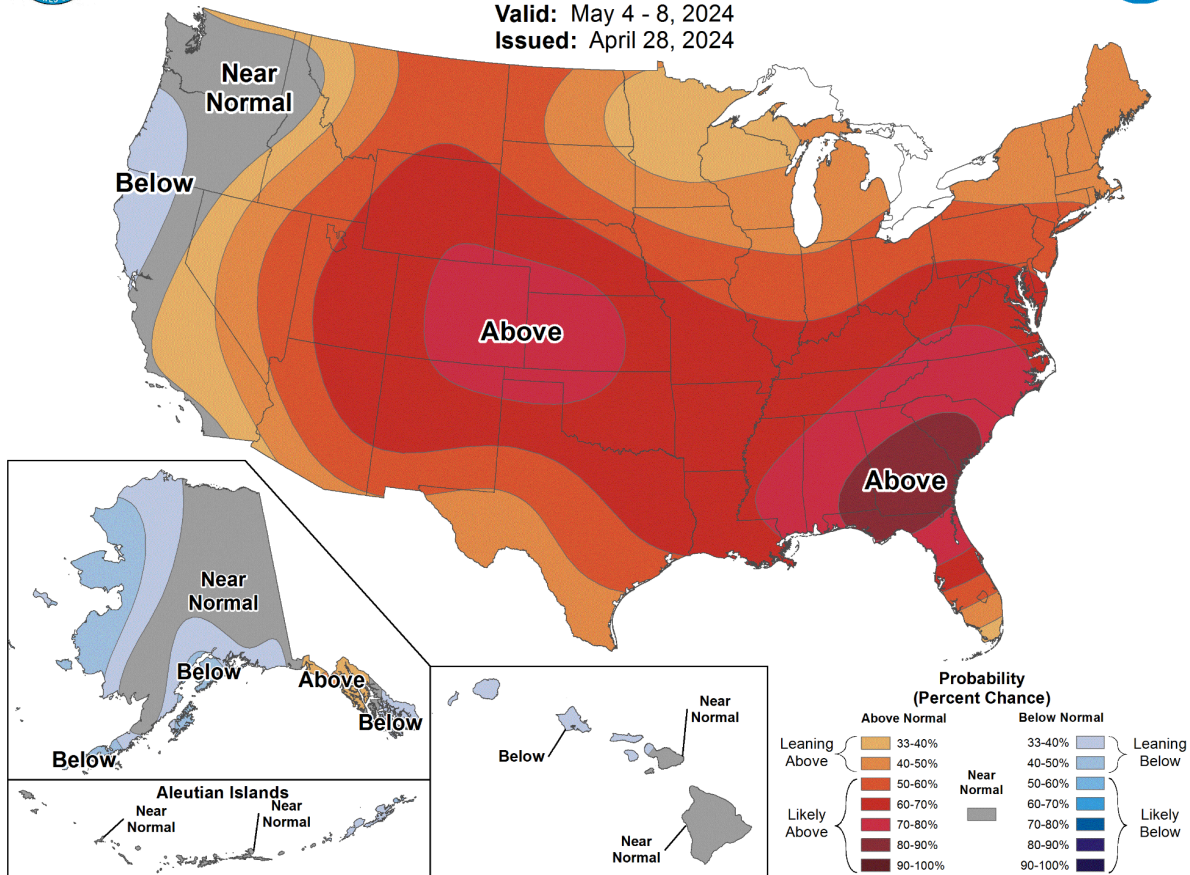 Valid: May 4 - 8, 2024
Issued: April 28, 2024
Near
Normal
Below
Above
Above
Near
Normal
Below
Above
Below
Below
Aleutian Islands
Near
Normal
Near
Normal
Near
Normal
Below
Near
Normal
Probability
(Percent Chance)
Above Normal
Below Normal
Leaning
Above
33-40%
40-50%
Likely
Above
50-60%
60-70%
70-80%
80-90%
90-100%
Near
Normal
33-40%
40-50%
Leaning
Below
50-60%
60-70%
70-80%
80-90%
90-100%
Likely
Below